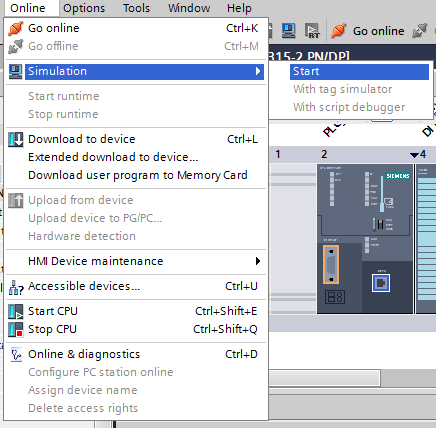 Online Options Tools Window Help
Go online Ctrl+K
Go offline Ctrl+M
Simulation
Start runtime
Stop runtime
Download to device Ctrl+L
Extended download to device...
Download user program to Memory Card
Upload from device
Upload device to PG/PC...
Hardware detection
HMI Device maintenance
Accessible devices... Ctrl+U
Start CPU Ctrl+Shift+E
Stop CPU Ctrl+Shift+Q
Online & diagnostics Ctrl+D
Configure PC station online
Assign device name
Delete access rights
Start
With tag simulator
With script debugger
RT
Go online
15-2 PN/DP]
1 2 4
SIEMENS